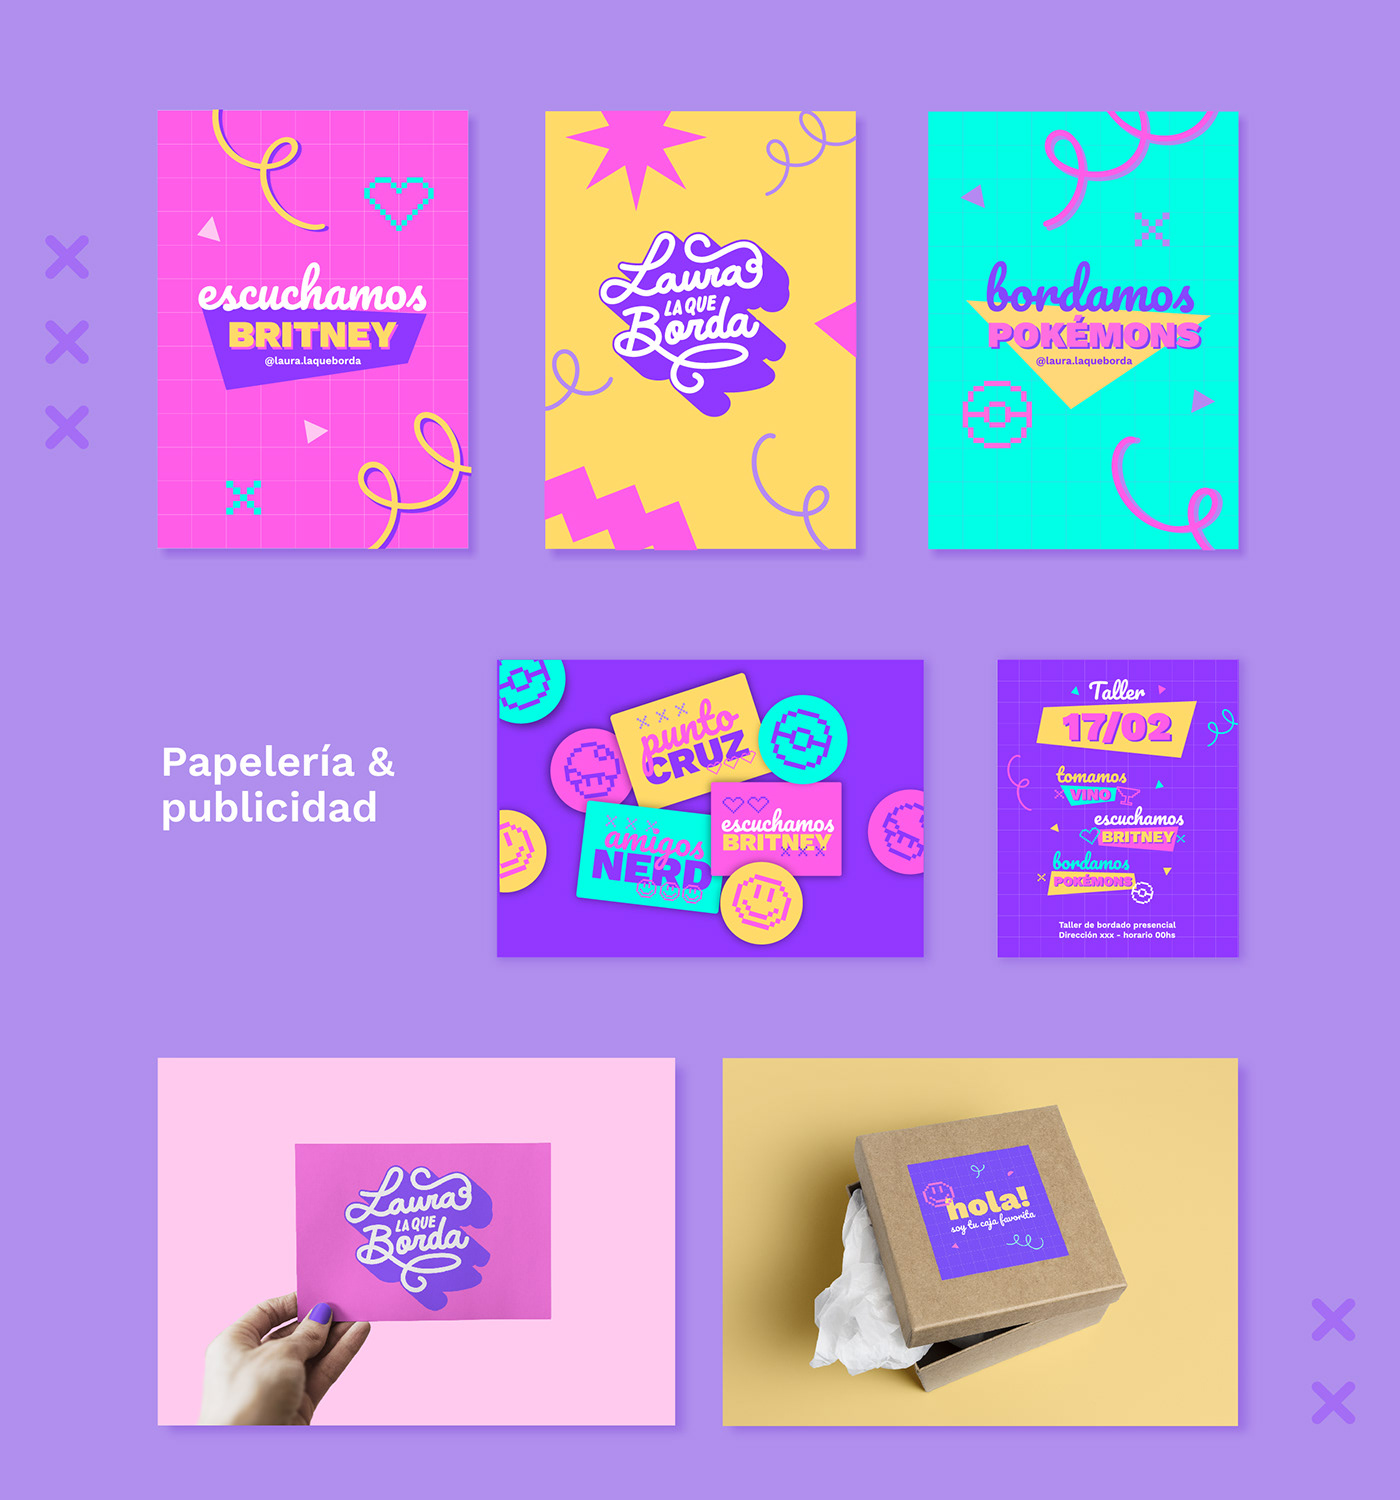 escuchamos
BRITNEY
@laura.laqueborda
Laura
LA QUE
Borda
bordamos
POKÉMONS
@laura.laqueborda
Papelería &
publicidad
punto
CRUZ
amigos
NERD
escuchamos
BRITNEY
Taller
17/02
tomamos
VINO
escuchamos
BRITNEY
bordamos
POKÉMONS
Taller de bordado presencial
Dirección xxx - horario 00hs
Laura
LA QUE
Borda
hola!
soy tu caja favorita